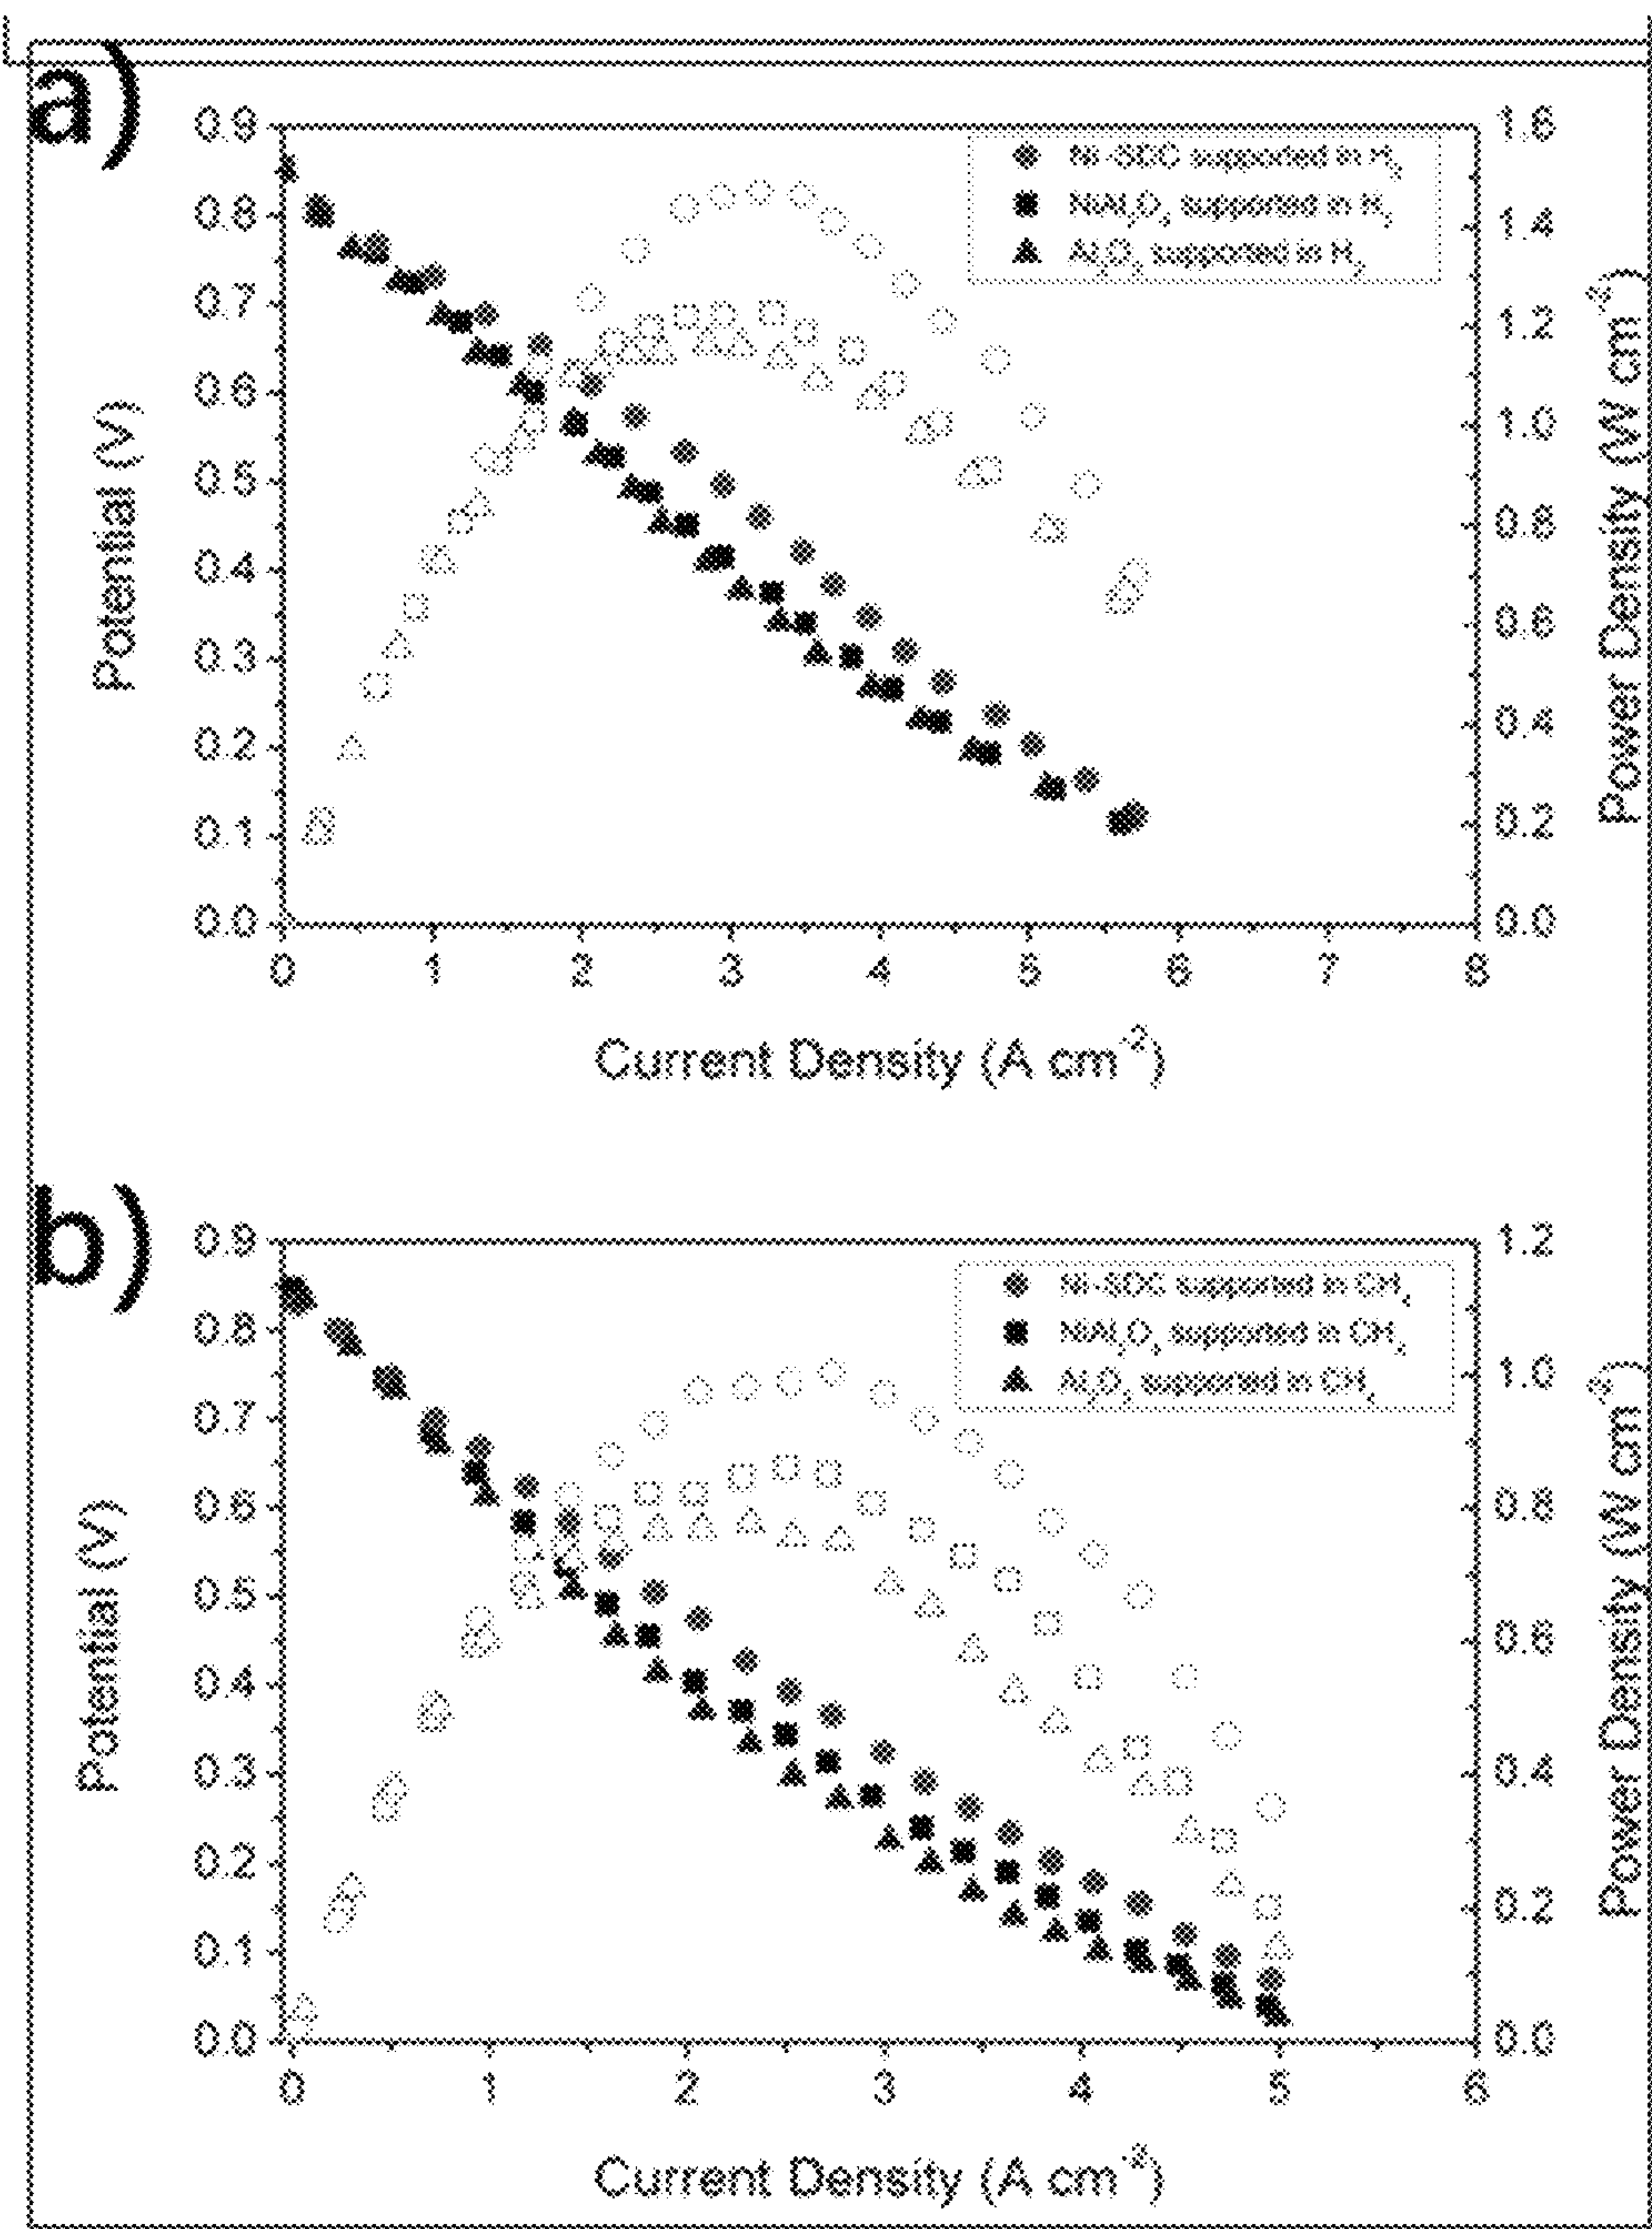 a)
0.9
0.8
0.7
0.6
0.5
0.4
0.3
0.2
0.1
0.0
Potential (V)
Ni-SDC supported in H2
NiAl2O4 supported in H2
Al2O3 supported in H2
1.6
1.4
1.2
1.0
0.8
0.6
0.4
0.2
0.0
Power Density (W cm-2)
0 1 2 3 4 5 6 7 8
Current Density (A cm-2)
b)
0.9
0.8
0.7
0.6
0.5
0.4
0.3
0.2
0.1
0.0
Potential (V)
Ni-SDC supported in CH4
NiAl2O4 supported in CH4
Al2O3 supported in CH4
1.2
1.0
0.8
0.6
0.4
0.2
0.0
Power Density (W cm-2)
0 1 2 3 4 5 6
Current Density (A cm-2)